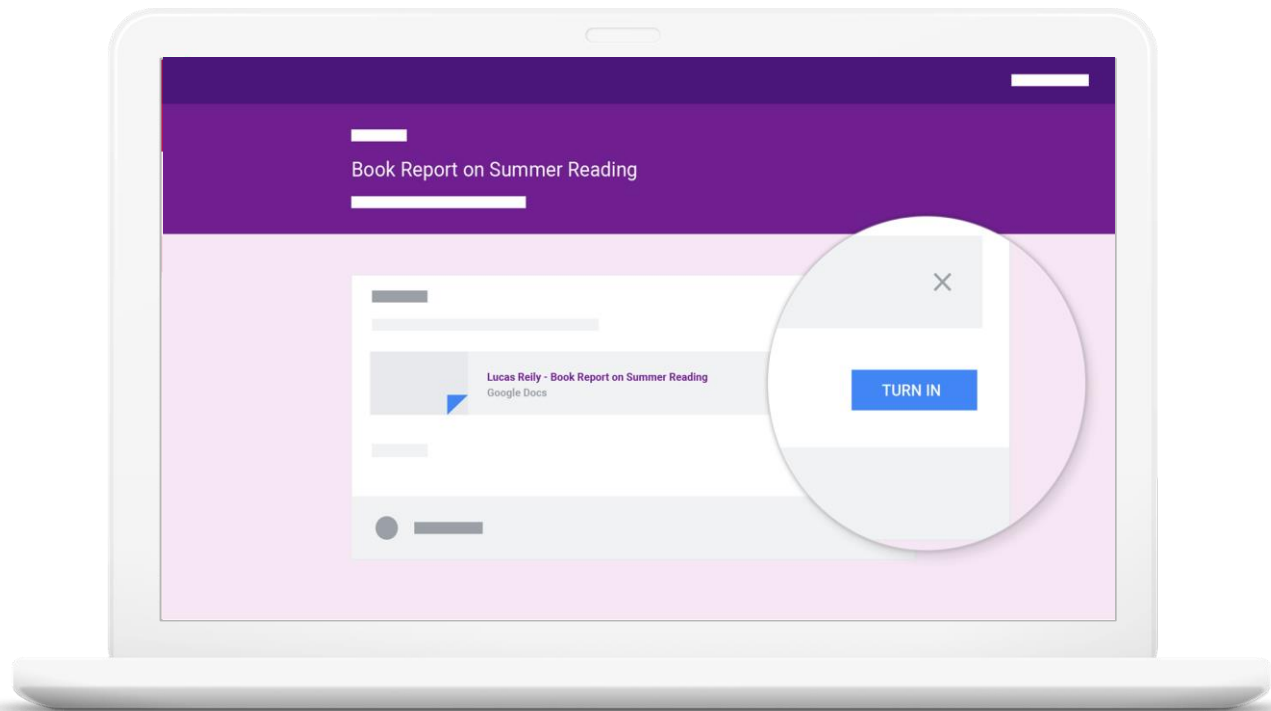 Book Report on Summer Reading
Lucas Reily - Book Report on Summer Reading
Google Docs
TURN IN